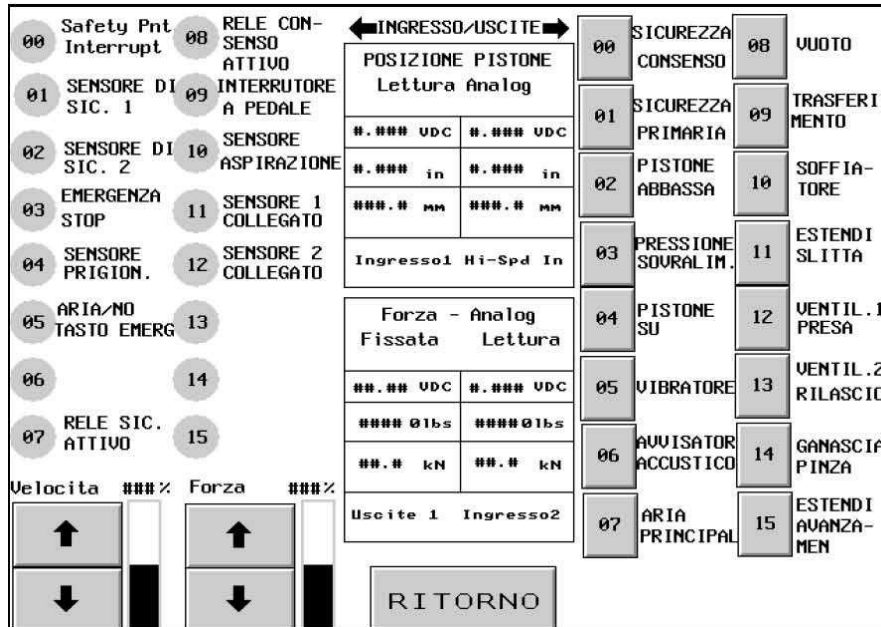 00 Safety Pnt
Interrupt
01 SENSORE DI
SIC. 1
02 SENSORE DI
SIC. 2
03 EMERGENZA
STOP
04 SENSORE
PRIGION.
05 ARIA/NO
TASTO EMERG
06
07 RELE SIC.
ATTIVO
08 RELE CON-
SENSO
ATTIVO
09 INTERRUTORE
A PEDALE
10 SENSORE
ASPIRAZIONE
11 SENSORE 1
COLLEGATO
12 SENSORE 2
COLLEGATO
13
14
15
Velocita ###%
Forza ###%
INGRESSO/USCITE
POSIZIONE PISTONE
Lettura Analog
#.### VDC #.### VDC
#.### in #.### in
###.# MM ###.# MM
Ingresso1 Hi-Spd In
Forza - Analog
Fissata Lettura
##.## VDC #.### VDC
#### 0lbs ####0lbs
##.# kN ##.# kN
Uscite 1 Ingresso2
RITORNO
00 SICUREZZA
CONSENSO
01 SICUREZZA
PRIMARIA
02 PISTONE
ABBASSA
03 PRESSIONE
SOVRALIM.
04 PISTONE
SU
05 VIBRATORE
06 AVVISATOR
ACCUSTICO
07 ARIA
PRINCIPAL
08 VUOTO
09 TRASFERI
MENTO
10 SOFFIA-
TORE
11 ESTENDI
SLITTA
12 VENTIL.1
PRESA
13 VENTIL.2
RILASCIO
14 GANASCIA
PINZA
15 ESTENDI
AVANZA-
MEN